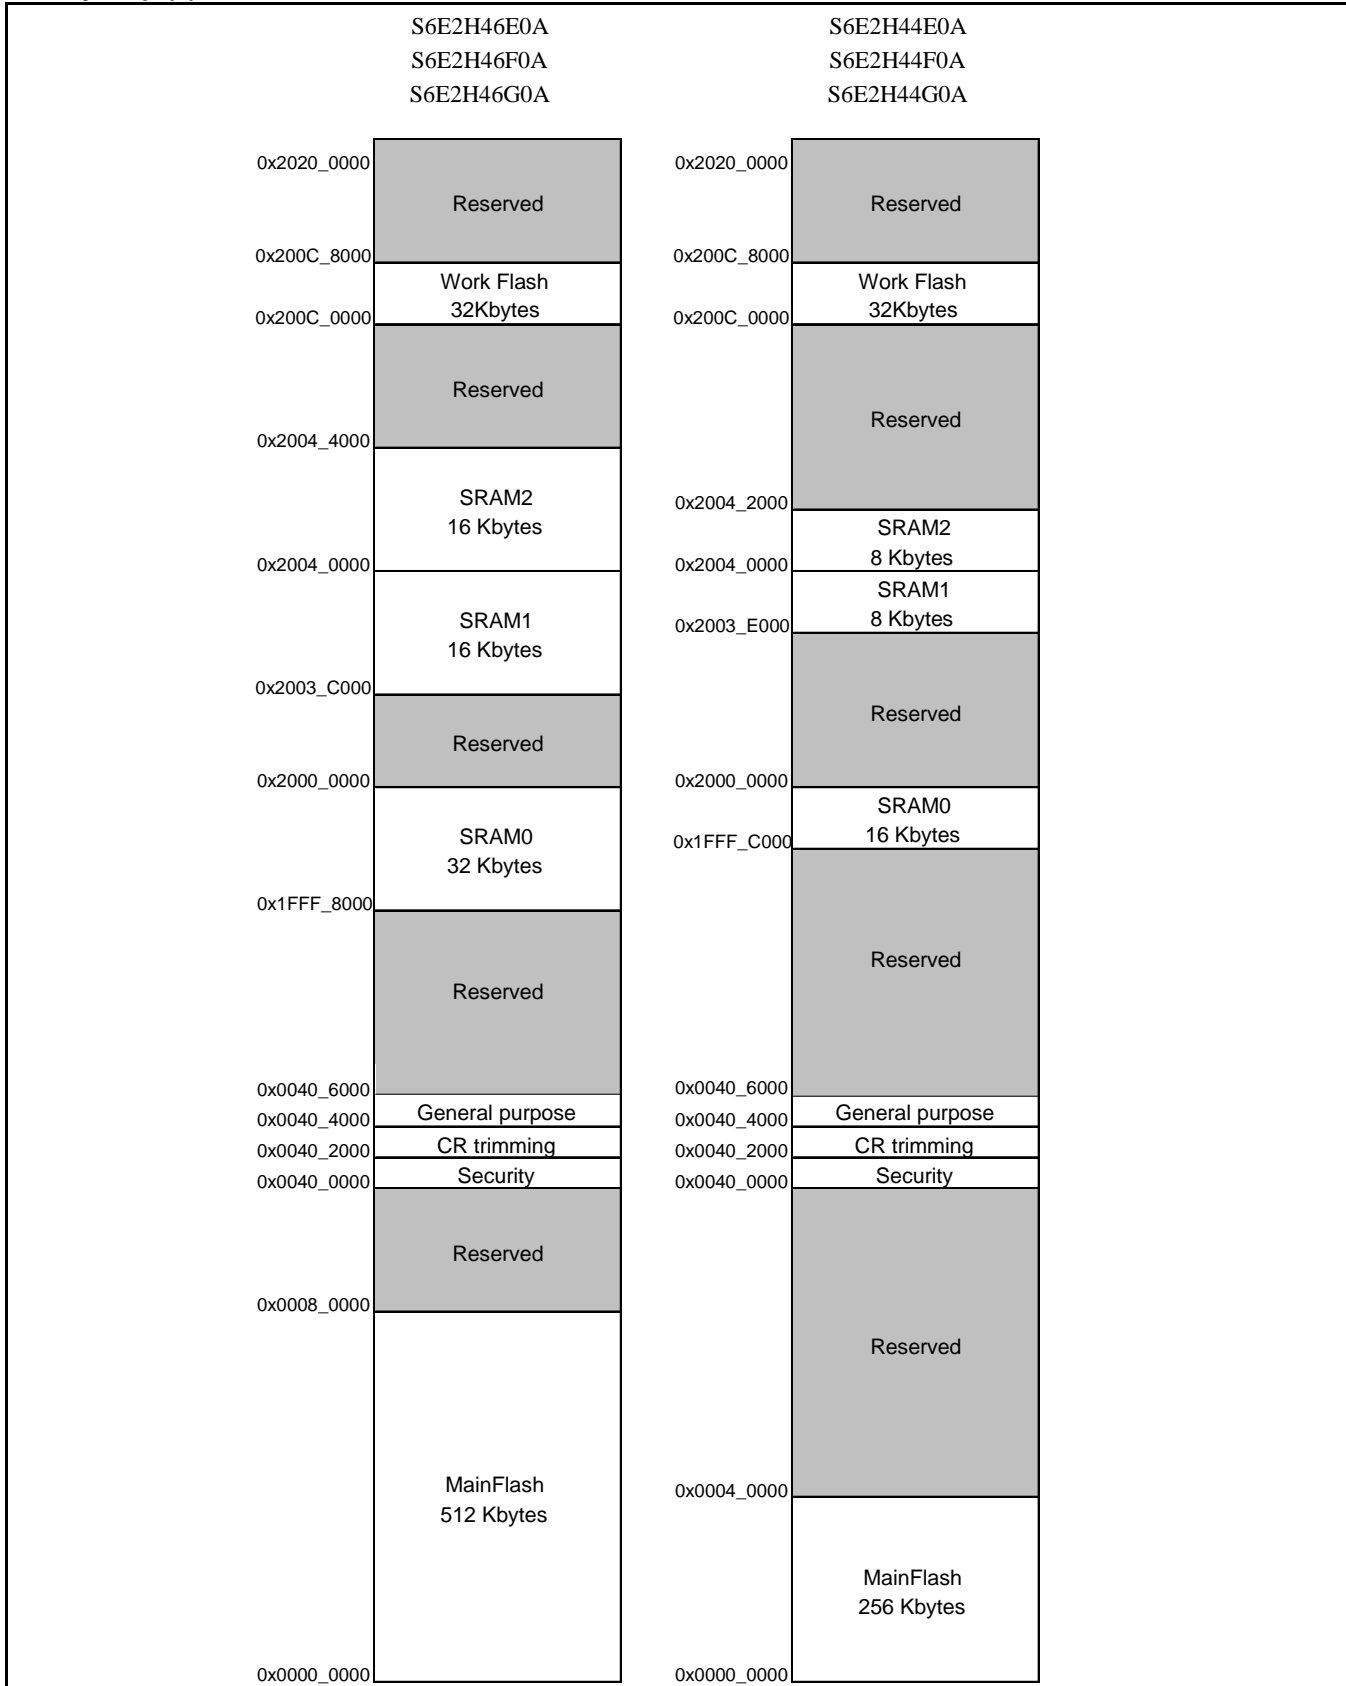 S6E2H46E0A
S6E2H46F0A
S6E2H46G0A
0x2020_0000
Reserved
0x200C_8000
Work Flash
32Kbytes
0x200C_0000
Reserved
0x2004_4000
SRAM2
16 Kbytes
0x2004_0000
SRAM1
16 Kbytes
0x2003_C000
Reserved
0x2000_0000
SRAM0
32 Kbytes
0x1FFF_8000
Reserved
0x0040_6000
General purpose
0x0040_4000
CR trimming
0x0040_2000
Security
0x0040_0000
Reserved
0x0008_0000
MainFlash
512 Kbytes
0x0000_0000
S6E2H44E0A
S6E2H44F0A
S6E2H44G0A
0x2020_0000
Reserved
0x200C_8000
Work Flash
32Kbytes
0x200C_0000
Reserved
0x2004_2000
SRAM2
8 Kbytes
0x2004_0000
SRAM1
8 Kbytes
0x2003_E000
Reserved
0x2000_0000
SRAM0
16 Kbytes
0x1FFF_C000
Reserved
0x0040_6000
General purpose
0x0040_4000
CR trimming
0x0040_2000
Security
0x0040_0000
Reserved
0x0004_0000
MainFlash
256 Kbytes
0x0000_0000